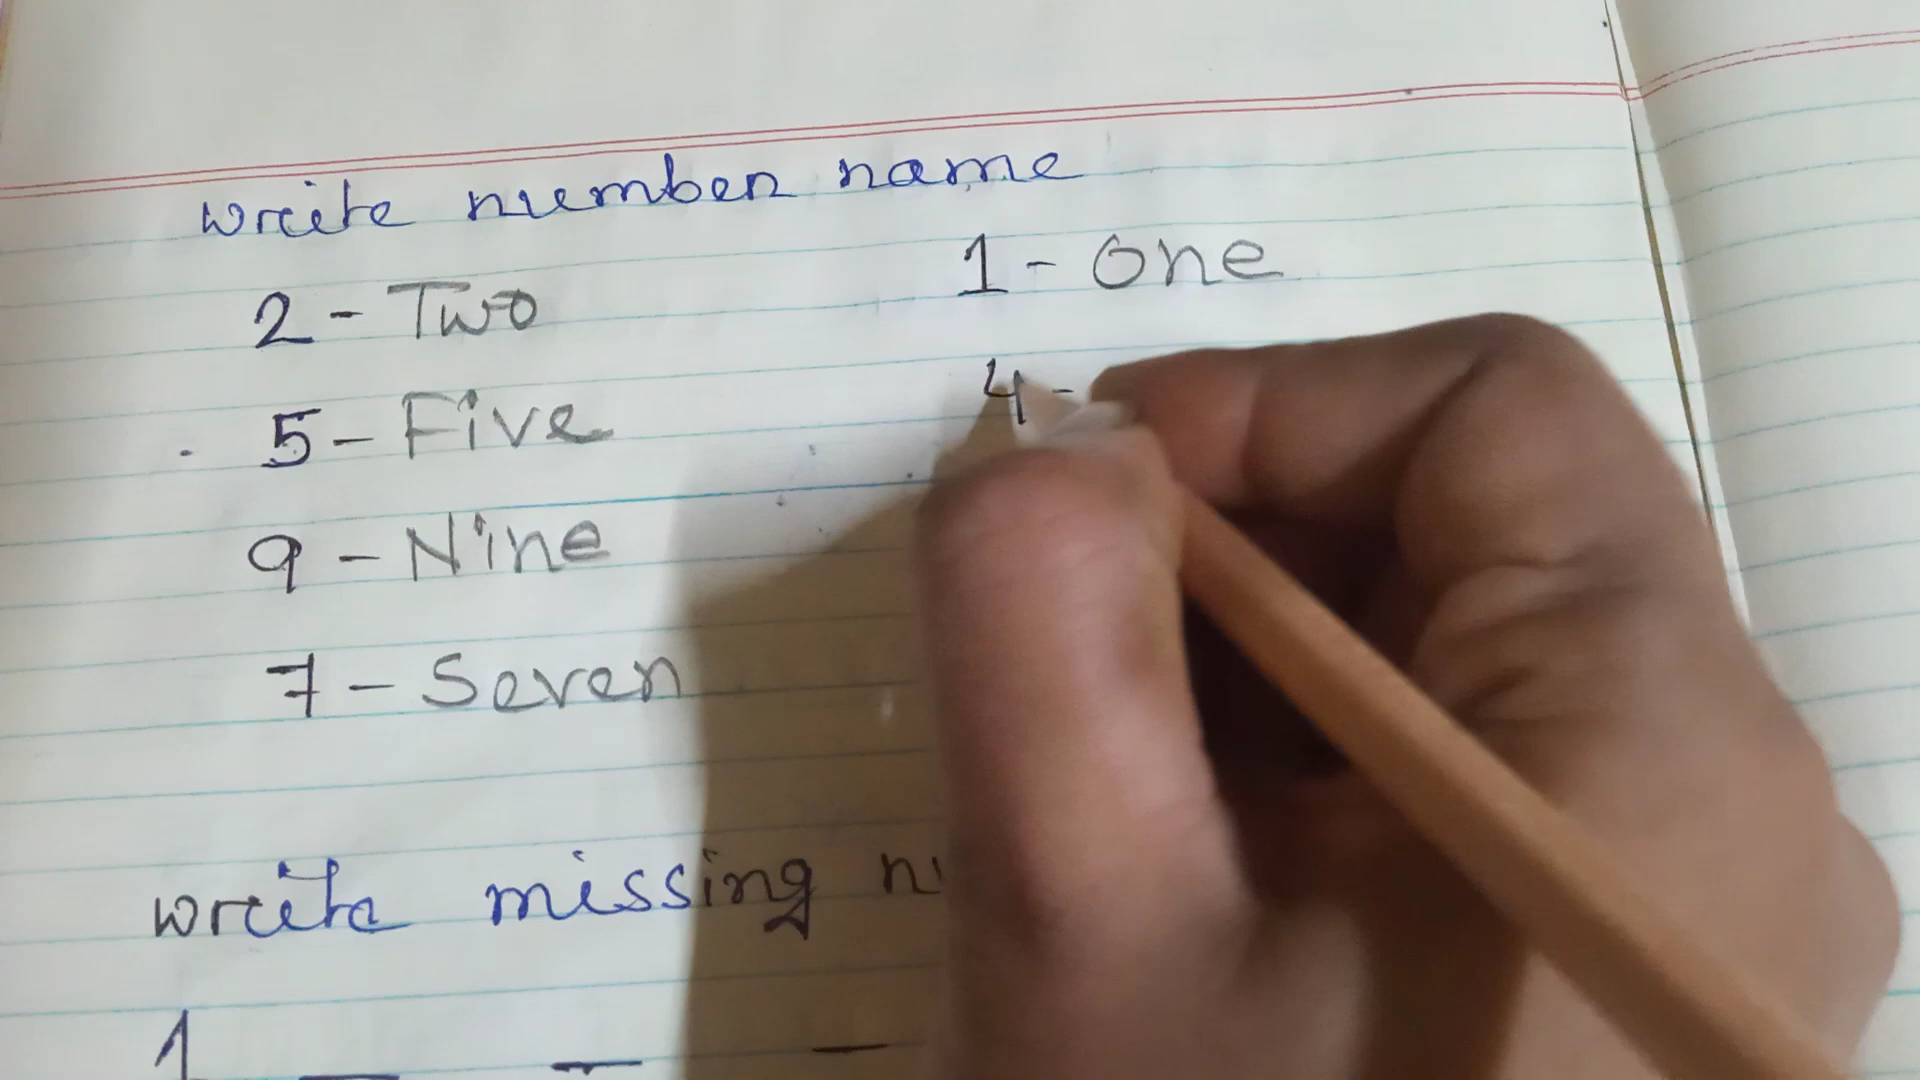 write number name
2 - Two
1 - One
5 - Five
4 -
9 - Nine
7 - Seven
write missing
1 _ _ _